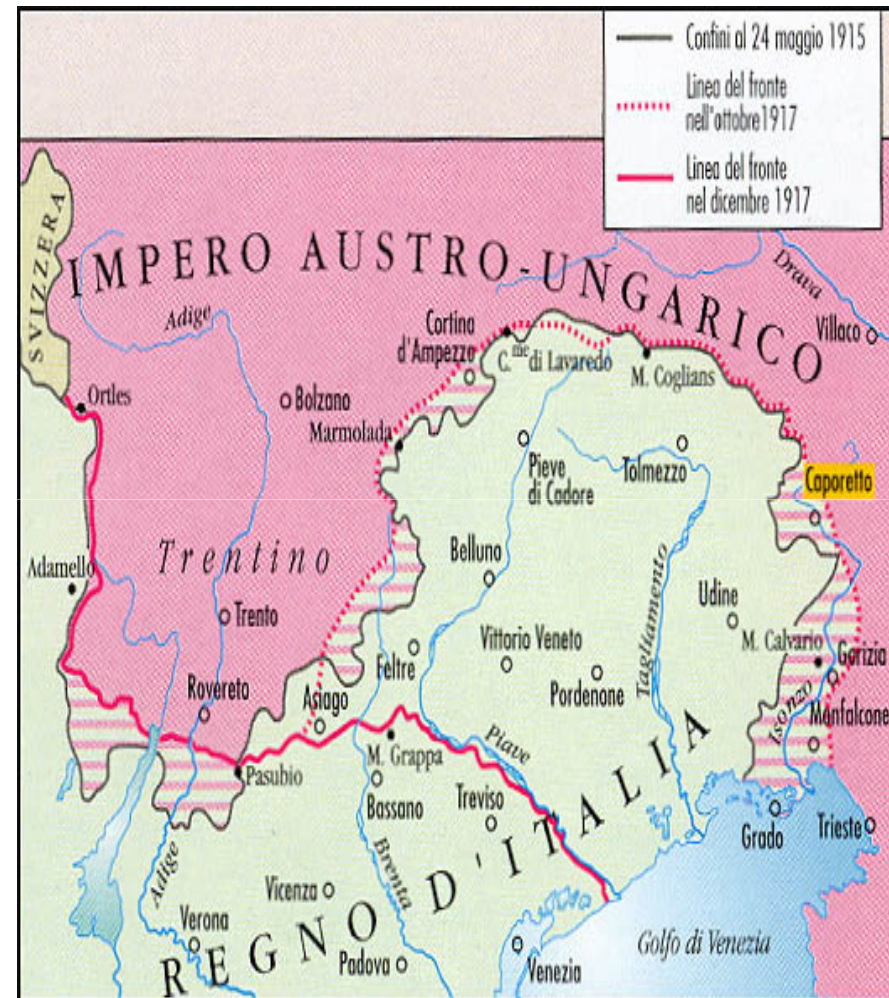 Confini al 24 maggio 1915
Linea del fronte
nell'ottobre 1917
Linea del fronte
nel dicembre 1917
SVIZZERA
IMPERO AUSTRO-UNGARICO
Adige
Drava
Villaco
Cortina
d'Ampezzo
C.me di Lavaredo
M. Coglians
Ortles
Bolzano
Marmolada
Pieve
di Cadore
Tolmezzo
Caporetto
Trentino
Belluno
Adamello
Trento
Tagliamento
Udine
Vittorio Veneto
M. Calvario
Gorizia
Feltre
Rovereto
Asiago
Pordenone
Isonzo
Monfalcone
M. Grappa
Piave
Pasubio
Bassano
Treviso
Grado
Trieste
Adige
Brenta
Vicenza
REGNO D'ITALIA
Verona
Padova
Venezia
Golfo di Venezia